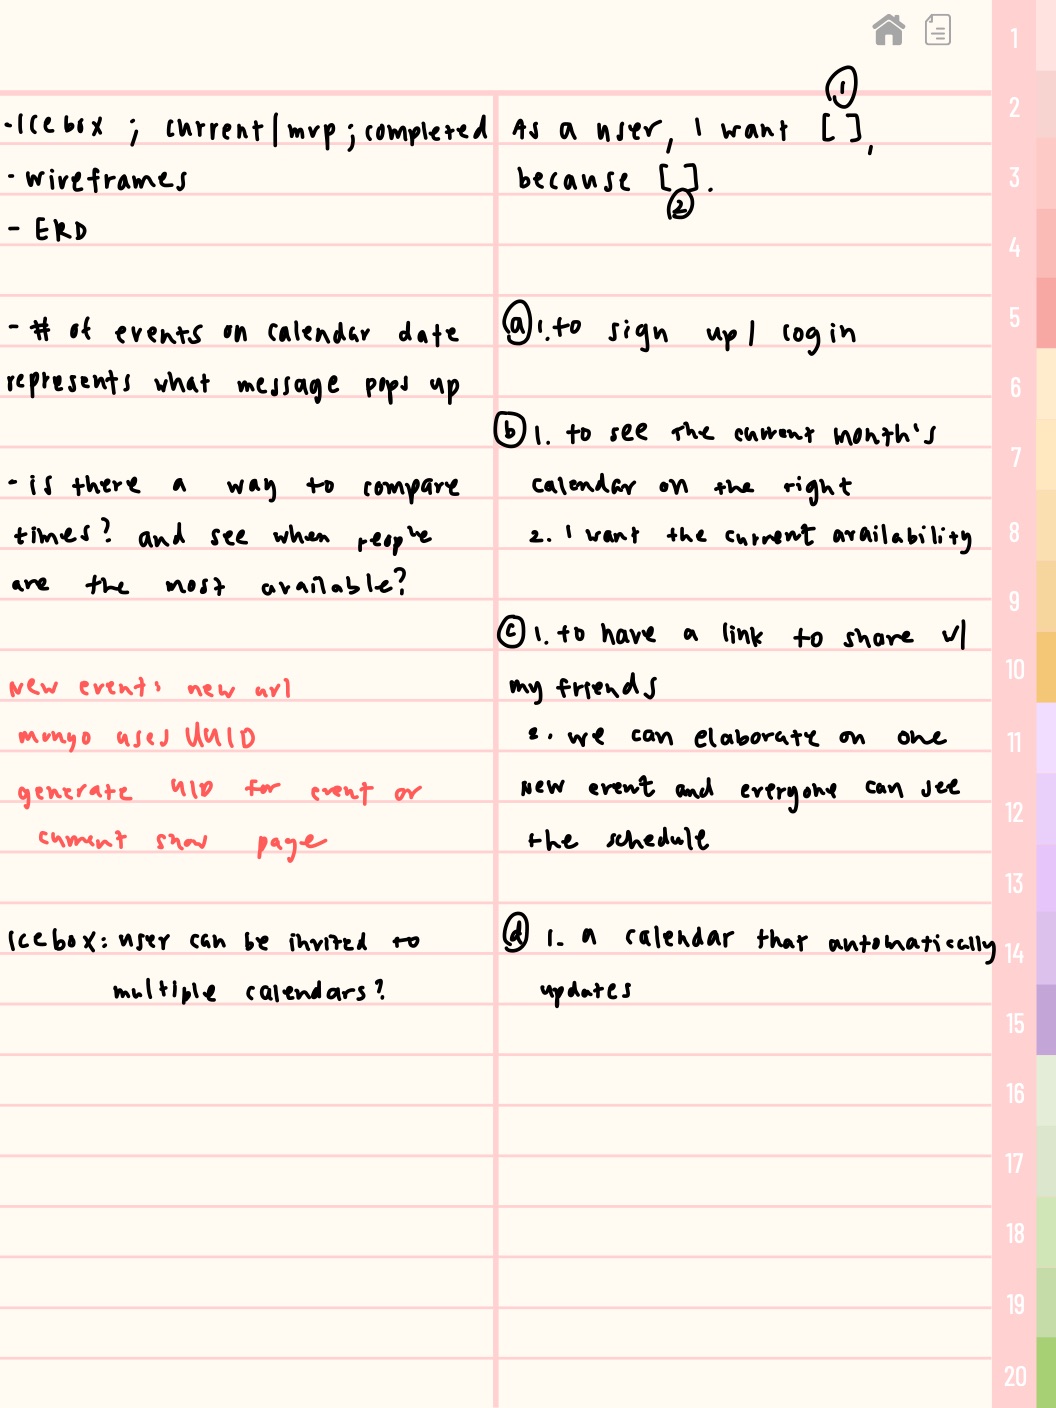 -Icebox ; current/mvp ; completed
- wireframes
- ERD
- # of events on calendar date
represents what message pops up
- is there a way to compare
times? and see when people
are the most available?
New event: new url
mongo uses UUID
generate UID for event or
current show page
Icebox: user can be invited to
multiple calendars?
①
As a user, I want [ ],
because [ ].
②
ⓐ 1. to sign up/ login
ⓑ 1. to see the current month's
calendar on the right
2. I want the current availability
ⓒ 1. to have a link to share w/
my friends
2. we can elaborate on one
new event and everyone can see
the schedule
ⓓ 1. a calendar that automatically
updates
1
2
3
4
5
6
7
8
9
10
11
12
13
14
15
16
17
18
19
20